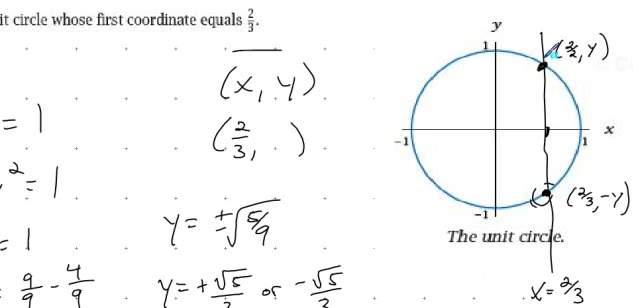 it circle whose first coordinate equals 2/3.
(x, y)
(2/3, )
= 1
² = 1
= 1
9/9 - 4/9
y = ±√5/9
y = +√5/3 or -√5/3
y
1
(2/3, y)
-1
1
x
-1
(2/3, -y)
The unit circle.
x = 2/3